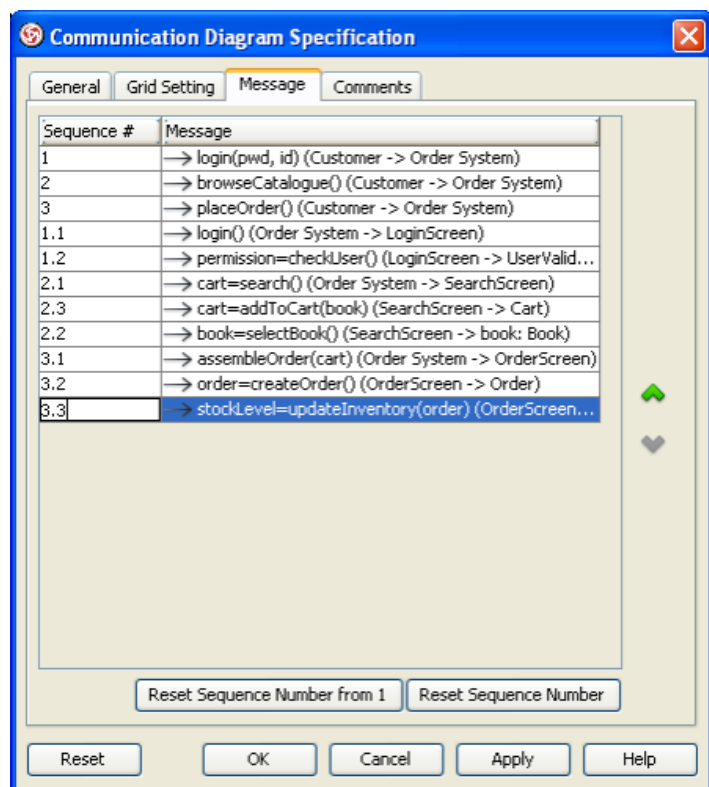 Communication Diagram Specification
General Grid Setting Message Comments
Sequence # Message
1 login(pwd, id) (Customer -> Order System)
2 browseCatalogue() (Customer -> Order System)
3 placeOrder() (Customer -> Order System)
1.1 login() (Order System -> LoginScreen)
1.2 permission=checkUser() (LoginScreen -> UserValid...
2.1 cart=search() (Order System -> SearchScreen)
2.3 cart=addToCart(book) (SearchScreen -> Cart)
2.2 book=selectBook() (SearchScreen -> book: Book)
3.1 assembleOrder(cart) (Order System -> OrderScreen)
3.2 order=createOrder() (OrderScreen -> Order)
3.3 stockLevel=updateInventory(order) (OrderScreen...
Reset Sequence Number from 1 Reset Sequence Number
Reset OK Cancel Apply Help